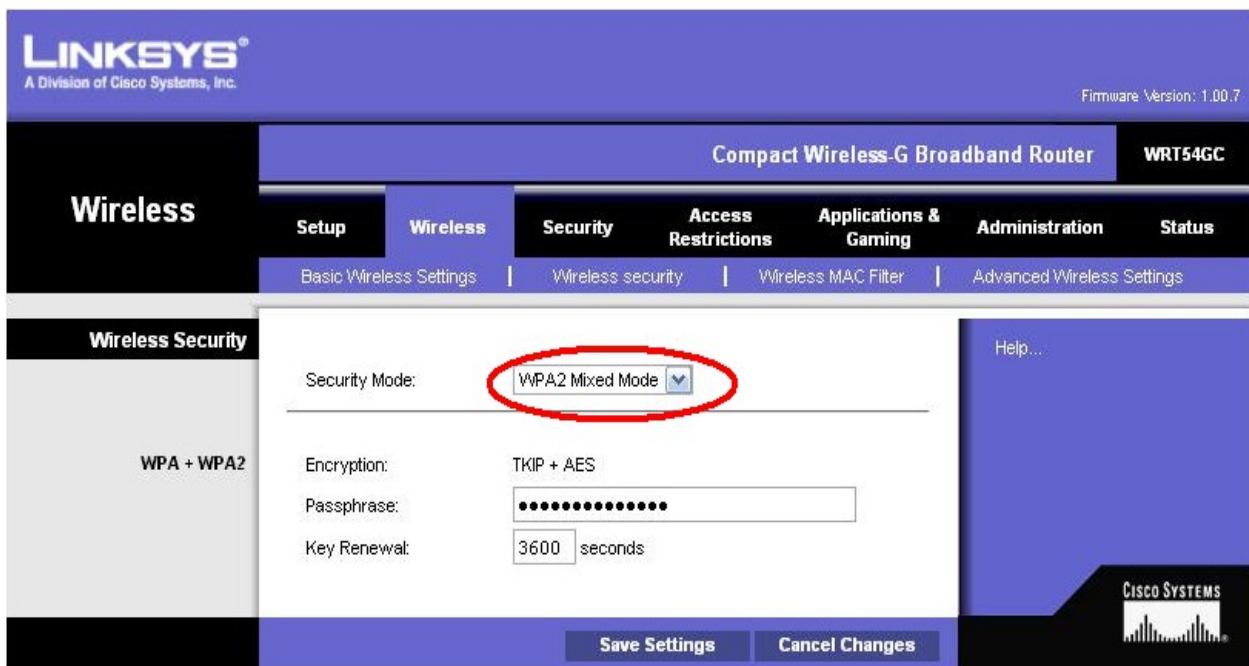 LINKSYS®
A Division of Cisco Systems, Inc.
Firmware Version: 1.00.7
Compact Wireless-G Broadband Router WRT54GC
Wireless
Setup Wireless Security Access Restrictions Applications & Gaming Administration Status
Basic Wireless Settings | Wireless security | Wireless MAC Filter | Advanced Wireless Settings
Wireless Security
Help...
Security Mode: WPA2 Mixed Mode
WPA + WPA2
Encryption: TKIP + AES
Passphrase: ••••••••••••••
Key Renewal: 3600 seconds
CISCO SYSTEMS
Save Settings Cancel Changes